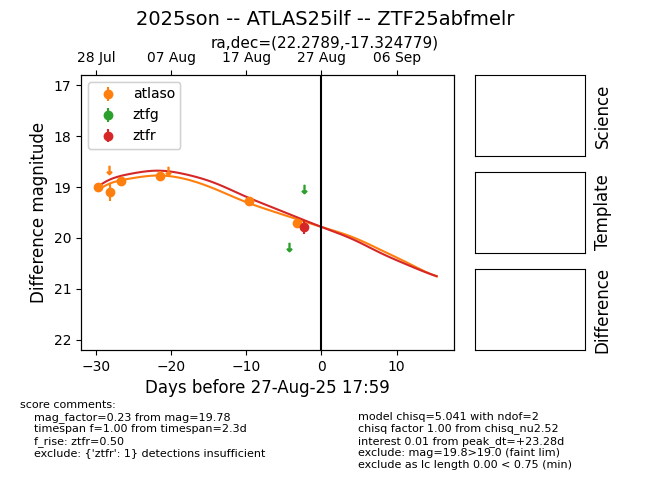 2025son -- ATLAS25ilf -- ZTF25abfmelr
ra,dec=(22.2789,-17.324779)
28 Jul 07 Aug 17 Aug 27 Aug 06 Sep
atlaso
ztfg
ztfr
17
18
19
20
21
22
Difference magnitude
−30 −20 −10 0 10
Days before 27-Aug-25 17:59
Science
Template
Difference
score comments:
mag_factor=0.23 from mag=19.78
timespan f=1.00 from timespan=2.3d
f_rise: ztfr=0.50
exclude: {'ztfr': 1} detections insufficient
model chisq=5.041 with ndof=2
chisq factor 1.00 from chisq_nu2.52
interest 0.01 from peak_dt=+23.28d
exclude: mag=19.8>19.0 (faint lim)
exclude as lc length 0.00 < 0.75 (min)